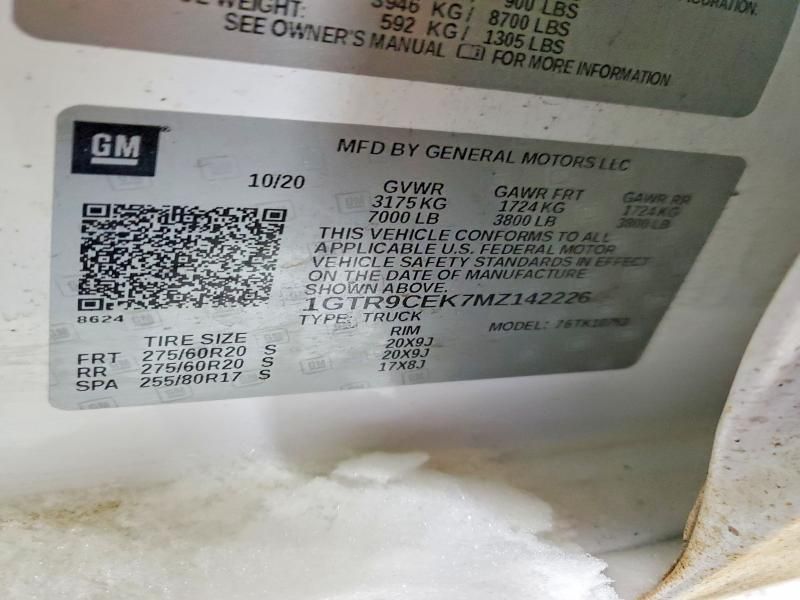 WEIGHT: 3946 KG/ 8700 LBS
592 KG/ 1305 LBS
SEE OWNER'S MANUAL FOR MORE INFORMATION
GM
MFD BY GENERAL MOTORS LLC
10/20 GVWR GAWR FRT GAWR RR
3175 KG 1724 KG 1724 KG
7000 LB 3800 LB 3800 LB
THIS VEHICLE CONFORMS TO ALL
APPLICABLE U.S. FEDERAL MOTOR
VEHICLE SAFETY STANDARDS IN EFFECT
ON THE DATE OF MANUFACTURE
SHOWN ABOVE.
1GTR9CEK7MZ142226
8624
TYPE: TRUCK MODEL:
TIRE SIZE RIM
FRT 275/60R20 S 20X9J
RR 275/60R20 S 20X9J
SPA 255/80R17 S 17X8J